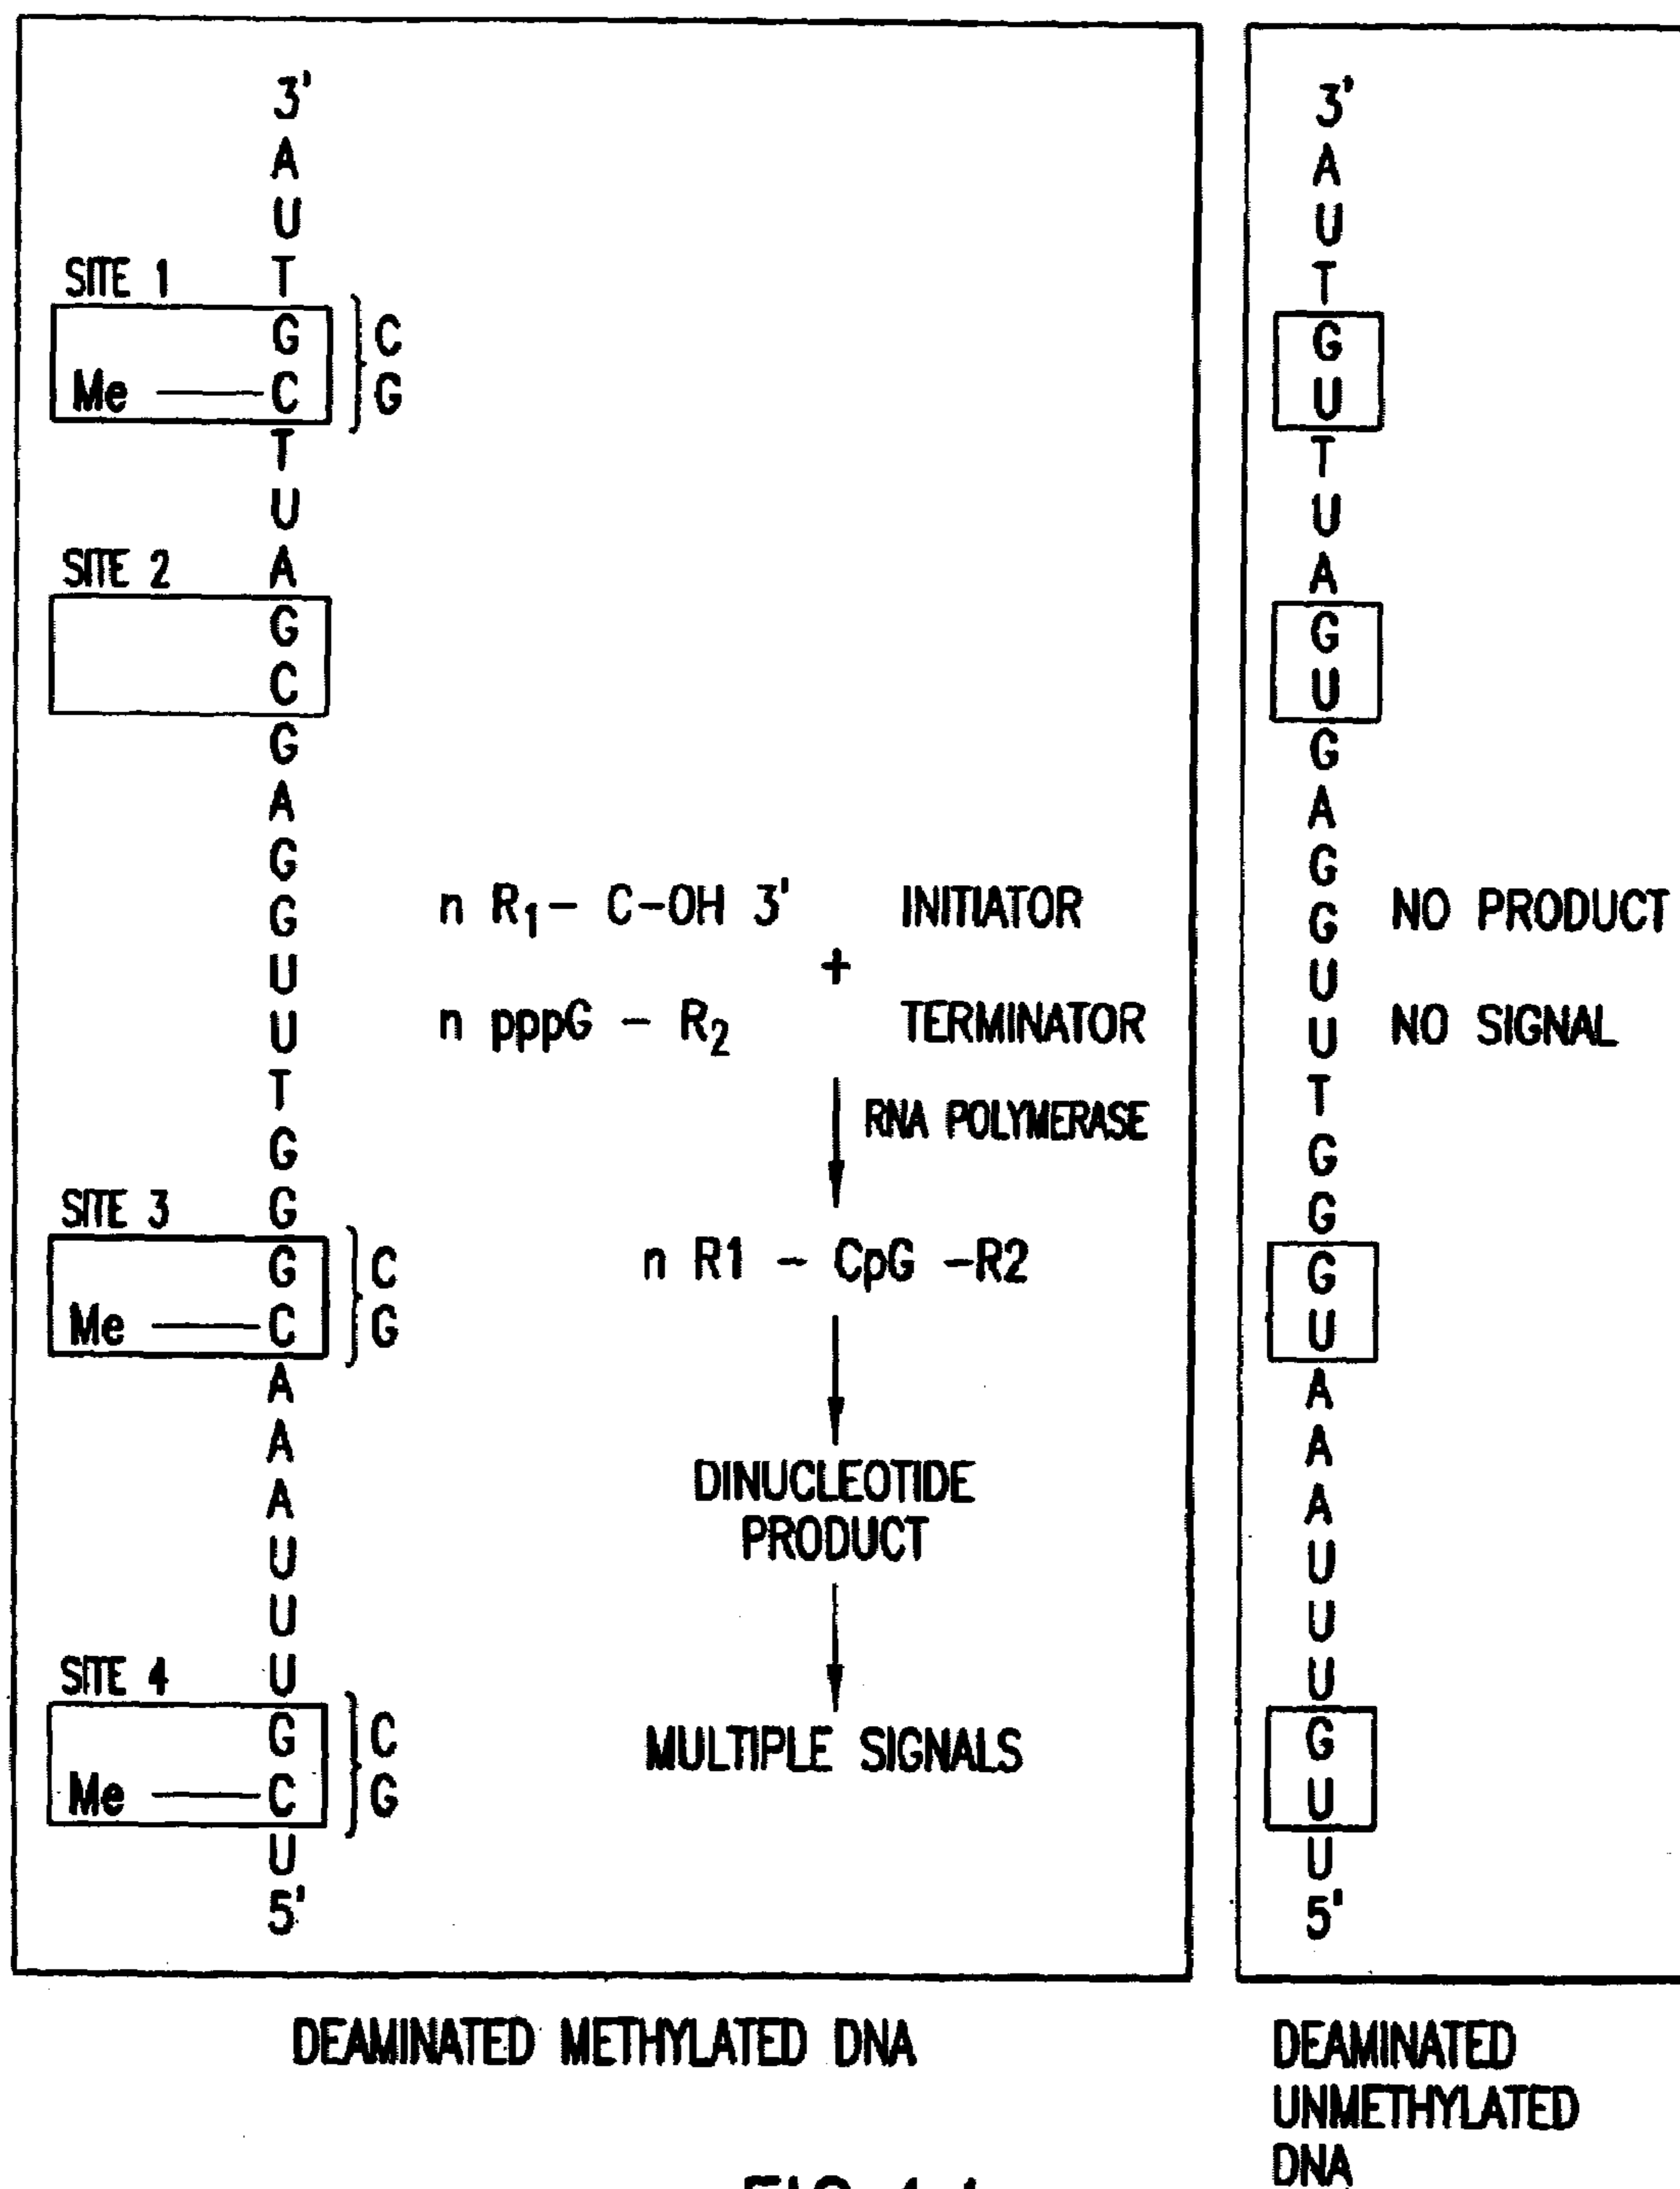 3'
A
U
SITE 1 T
G } C
Me — C } G
T
U
SITE 2 A
G
C
G
A
G
G
U
U
T
G
SITE 3 G
G } C
Me — C } G
A
A
A
U
U
SITE 4 U
G } C
Me — C } G
U
5'
n R1– C–OH 3' INITIATOR
+
n pppG – R2 TERMINATOR
RNA POLYMERASE
n R1 – CpG –R2
DINUCLEOTIDE
PRODUCT
MULTIPLE SIGNALS
DEAMINATED METHYLATED DNA
3'
A
U
T
G
U
T
U
A
G
U
G
A
G
G
U
U
T
G
G
G
U
A
A
A
U
U
U
G
U
U
5'
NO PRODUCT
NO SIGNAL
DEAMINATED
UNMETHYLATED
DNA